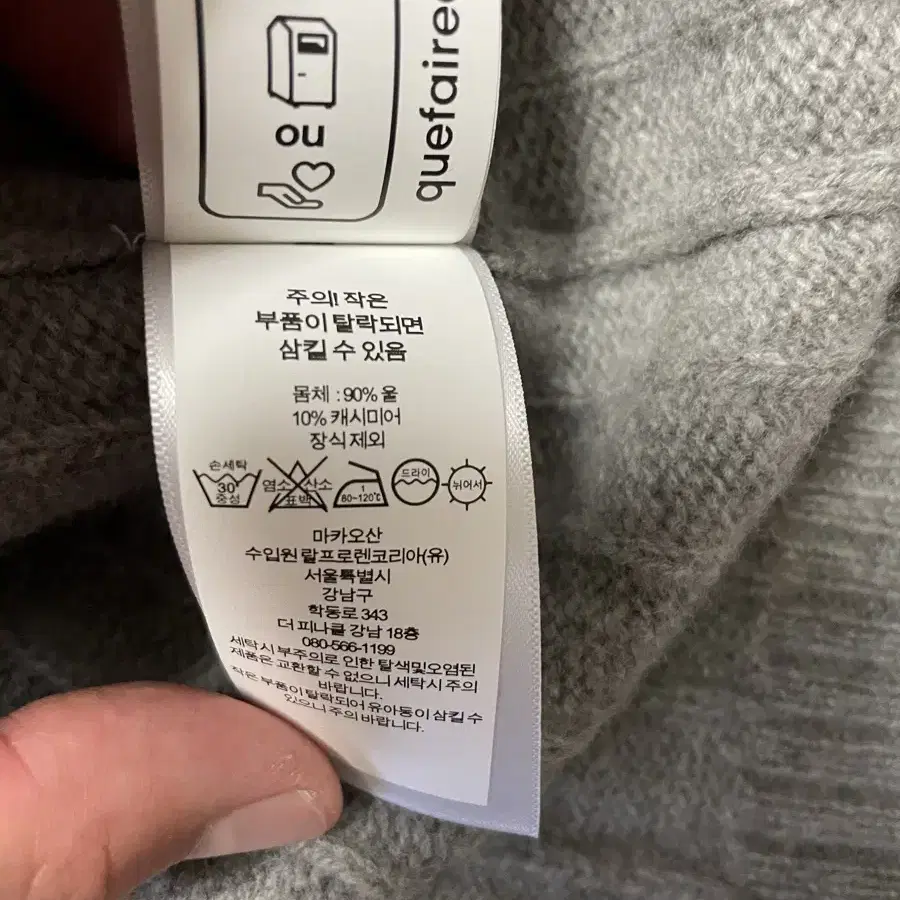 OU
quefaired
주의! 작은
부품이 탈락되면
삼킬 수 있음
몸체 : 90% 울
10% 캐시미어
장식 제외
손세탁
30
중성
염소 산소
표백
1
80~120℃
드라이
뉘어서
마카오산
수입원 랄프로렌코리아(유)
서울특별시
강남구
학동로 343
더 피나클 강남 18층
080-566-1199
세탁시 부주의로 인한 탈색및오염된
제품은 교환할 수 없으니 세탁시 주의
바랍니다.
작은 부품이 탈락되어 유아동이 삼킬 수
있으니 주의 바랍니다.